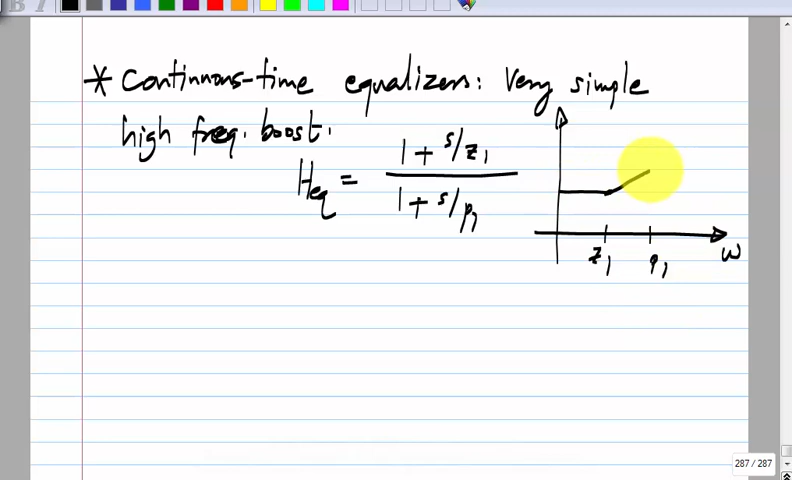 * Continuous-time equalizers: Very simple
high freq. boost.
Heq = 1 + s/z1
1 + s/p1
z1 p1 ω
287 / 287